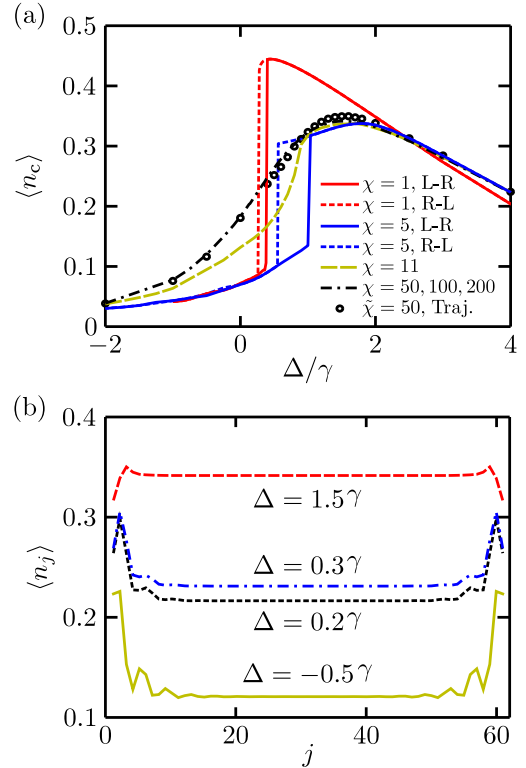 (a)
0.5
0.4
0.3
0.2
0.1
0
⟨n_c⟩
χ = 1, L-R
χ = 1, R-L
χ = 5, L-R
χ = 5, R-L
χ = 11
χ = 50, 100, 200
χ̃ = 50, Traj.
−2 0 2 4
Δ/γ
(b)
0.4
0.3
0.2
0.1
⟨n_j⟩
Δ = 1.5γ
Δ = 0.3γ
Δ = 0.2γ
Δ = −0.5γ
0 20 40 60
j